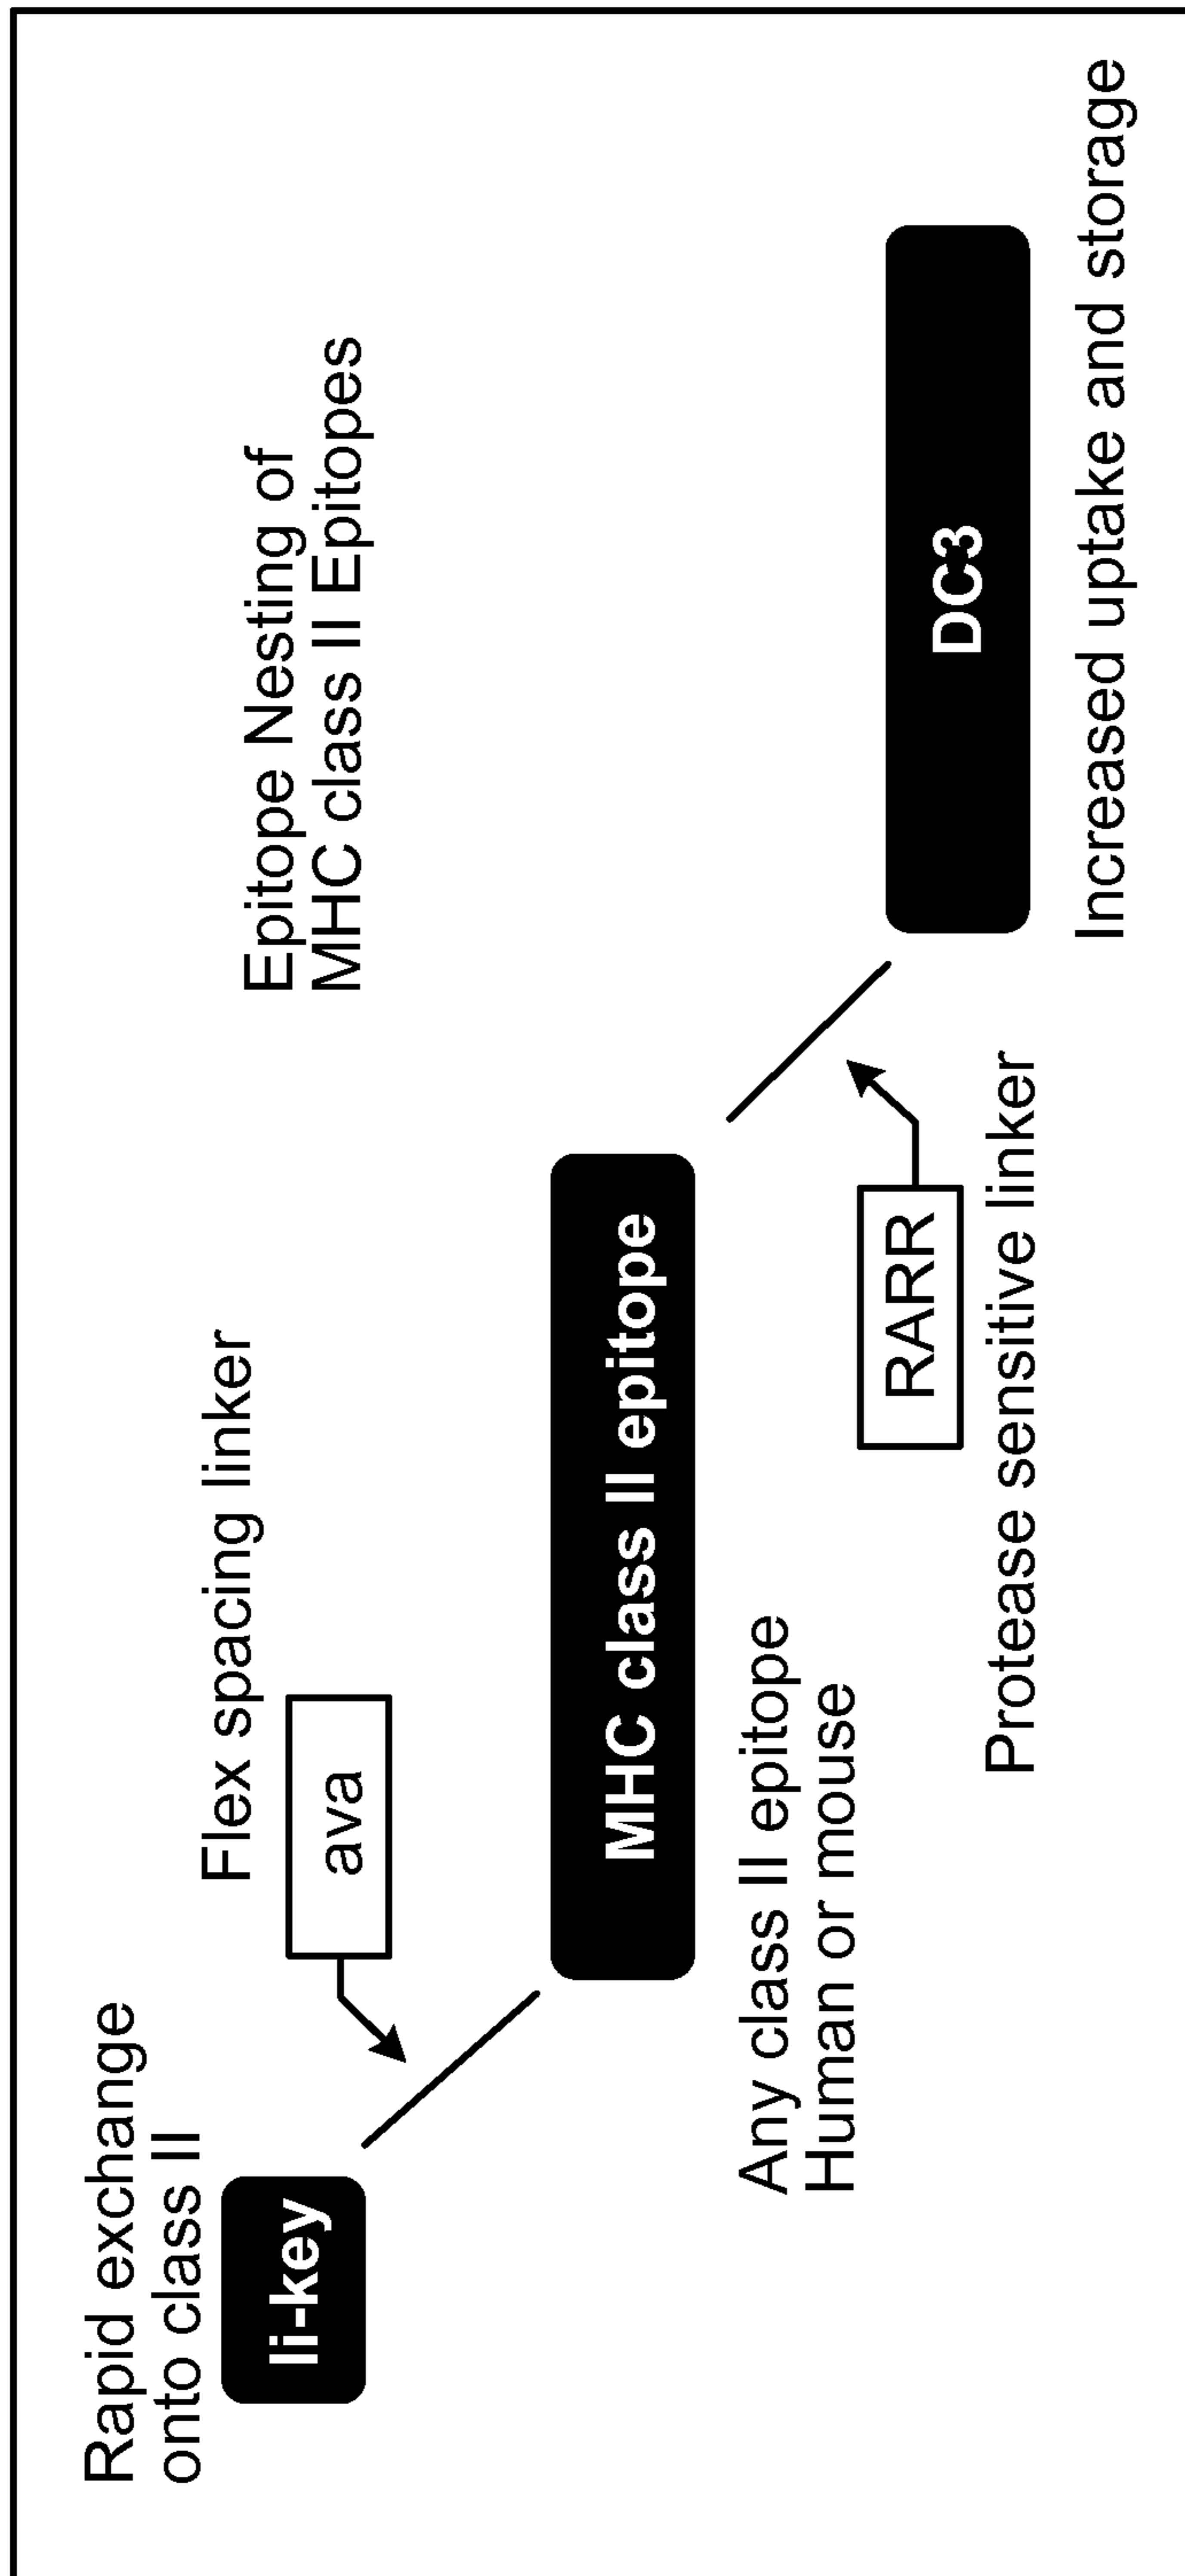 Rapid exchange
onto class II
Ii-key
Flex spacing linker
ava
Epitope Nesting of
MHC class II Epitopes
MHC class II epitope
Any class II epitope
Human or mouse
RARR
Protease sensitive linker
DC3
Increased uptake and storage